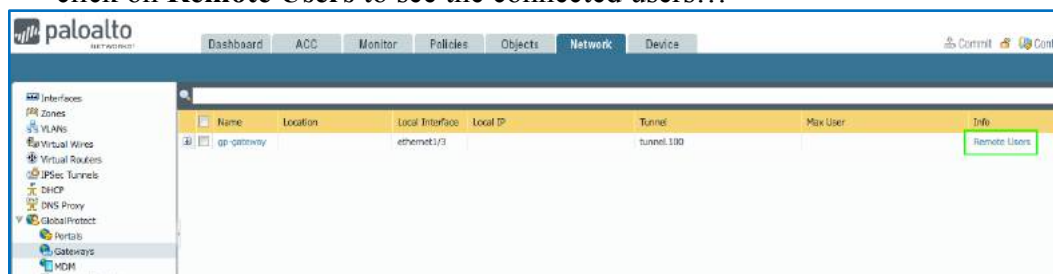 click on Remote Users to see the connected users…
paloalto
NETWORKS
Dashboard ACC Monitor Policies Objects Network Device Commit
Interfaces
Zones
VLANs
Virtual Wires
Virtual Routers
IPSec Tunnels
DHCP
DNS Proxy
GlobalProtect
Portals
Gateways
MDM
Name Location Local Interface Local IP Tunnel Max User Info
gp-gateway ethernet1/3 tunnel.100 Remote Users